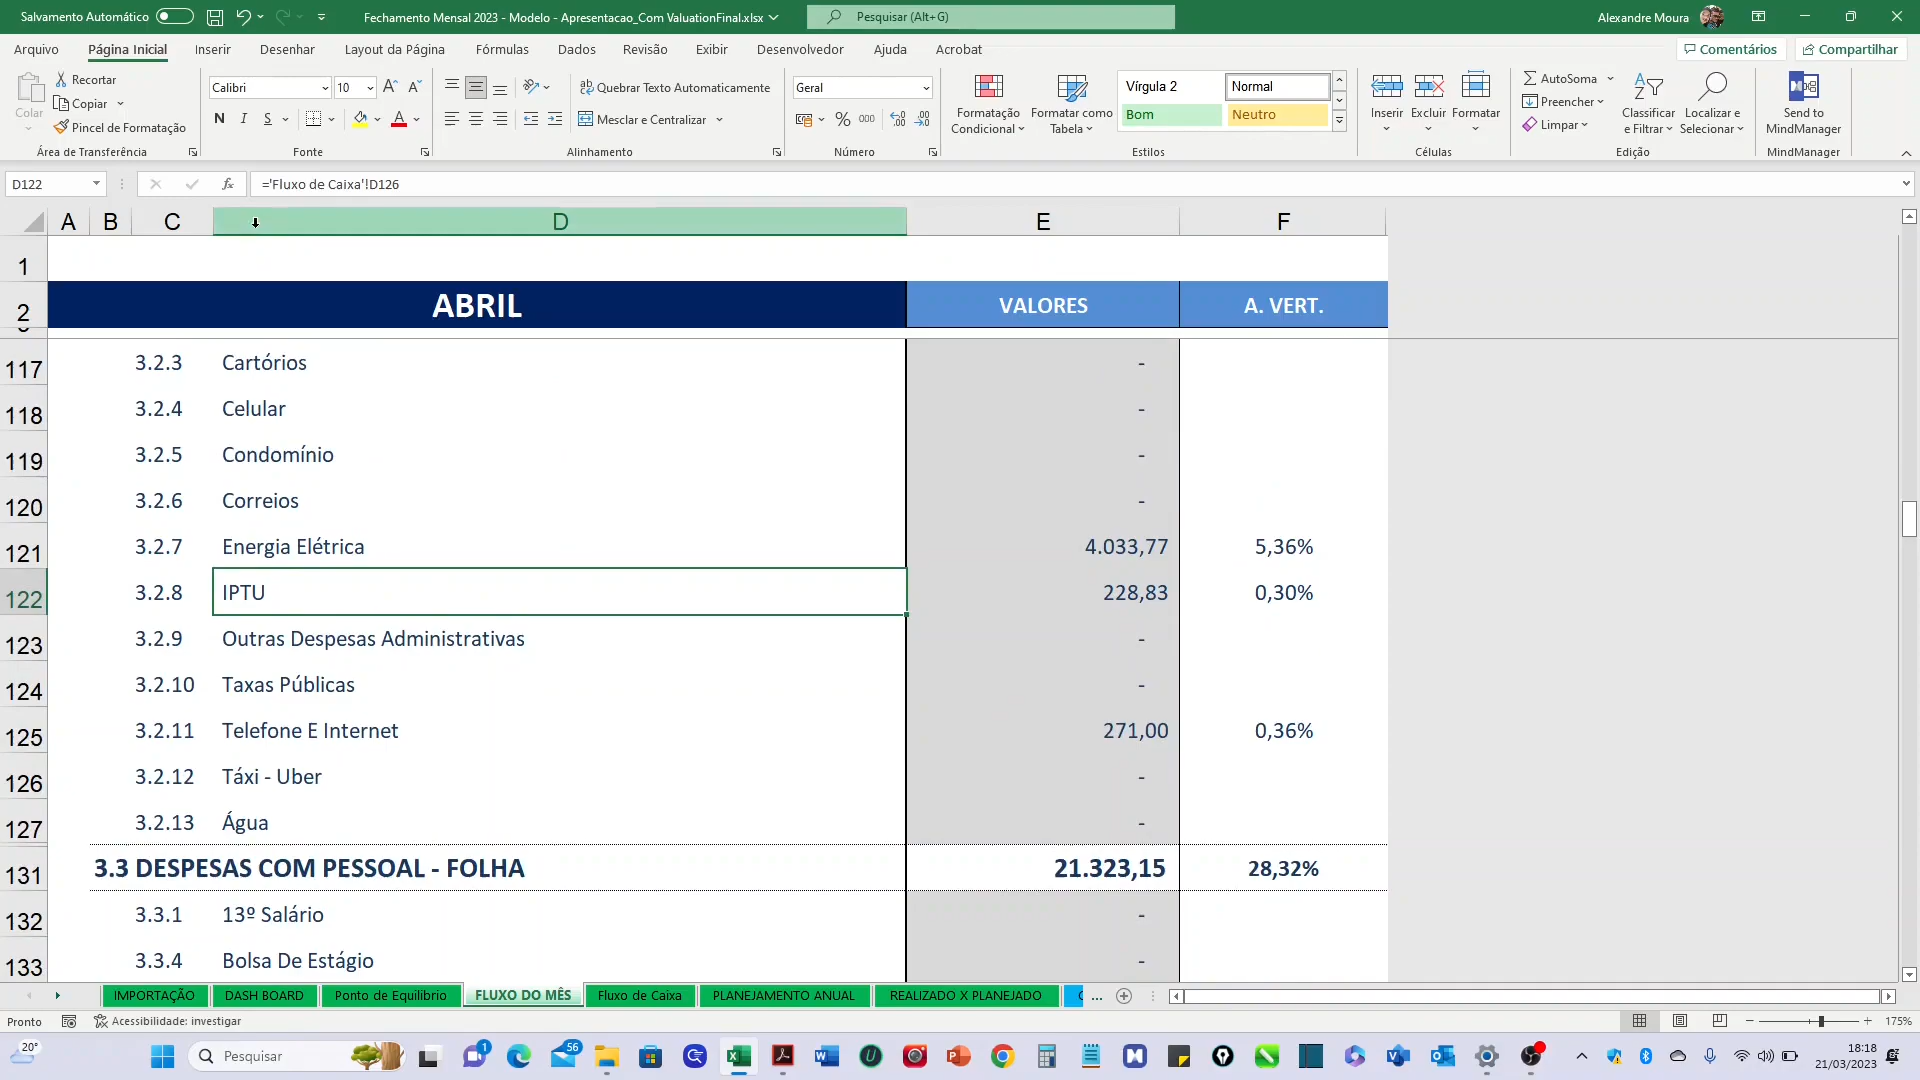 Salvamento Automático
Fechamento Mensal 2023 - Modelo - Apresentacao_Com ValuationFinal.xlsx
Pesquisar (Alt+G)
Alexandre Moura
Arquivo Página Inicial Inserir Desenhar Layout da Página Fórmulas Dados Revisão Exibir Desenvolvedor Ajuda Acrobat Comentários Compartilhar
Colar
Recortar
Copiar
Pincel de Formatação
Área de Transferência
Calibri 10
N I S
Fonte
Quebrar Texto Automaticamente
Mesclar e Centralizar
Alinhamento
Geral
% 000
Número
Formatação Condicional
Formatar como Tabela
Vírgula 2 Normal
Bom Neutro
Estilos
Inserir Excluir Formatar
Células
AutoSoma
Preencher
Limpar
Classificar e Filtrar
Localizar e Selecionar
Edição
Send to MindManager
MindManager
D122 fx ='Fluxo de Caixa'!D126
A B C D E F
1
2 ABRIL VALORES A. VERT.
117 3.2.3 Cartórios -
118 3.2.4 Celular -
119 3.2.5 Condomínio -
120 3.2.6 Correios -
121 3.2.7 Energia Elétrica 4.033,77 5,36%
122 3.2.8 IPTU 228,83 0,30%
123 3.2.9 Outras Despesas Administrativas -
124 3.2.10 Taxas Públicas -
125 3.2.11 Telefone E Internet 271,00 0,36%
126 3.2.12 Táxi - Uber -
127 3.2.13 Água -
131 3.3 DESPESAS COM PESSOAL - FOLHA 21.323,15 28,32%
132 3.3.1 13º Salário -
133 3.3.4 Bolsa De Estágio -
IMPORTAÇÃO DASH BOARD Ponto de Equilibrio FLUXO DO MÊS Fluxo de Caixa PLANEJAMENTO ANUAL REALIZADO X PLANEJADO ...
Pronto Acessibilidade: investigar 175%
20° Pesquisar 1 56 18:18
21/03/2023